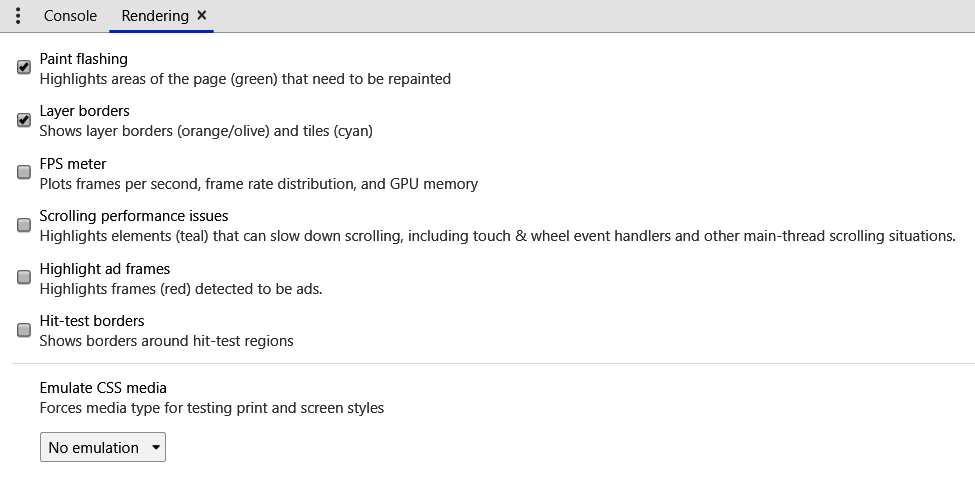 Console Rendering
Paint flashing
Highlights areas of the page (green) that need to be repainted
Layer borders
Shows layer borders (orange/olive) and tiles (cyan)
FPS meter
Plots frames per second, frame rate distribution, and GPU memory
Scrolling performance issues
Highlights elements (teal) that can slow down scrolling, including touch & wheel event handlers and other main-thread scrolling situations.
Highlight ad frames
Highlights frames (red) detected to be ads.
Hit-test borders
Shows borders around hit-test regions
Emulate CSS media
Forces media type for testing print and screen styles
No emulation